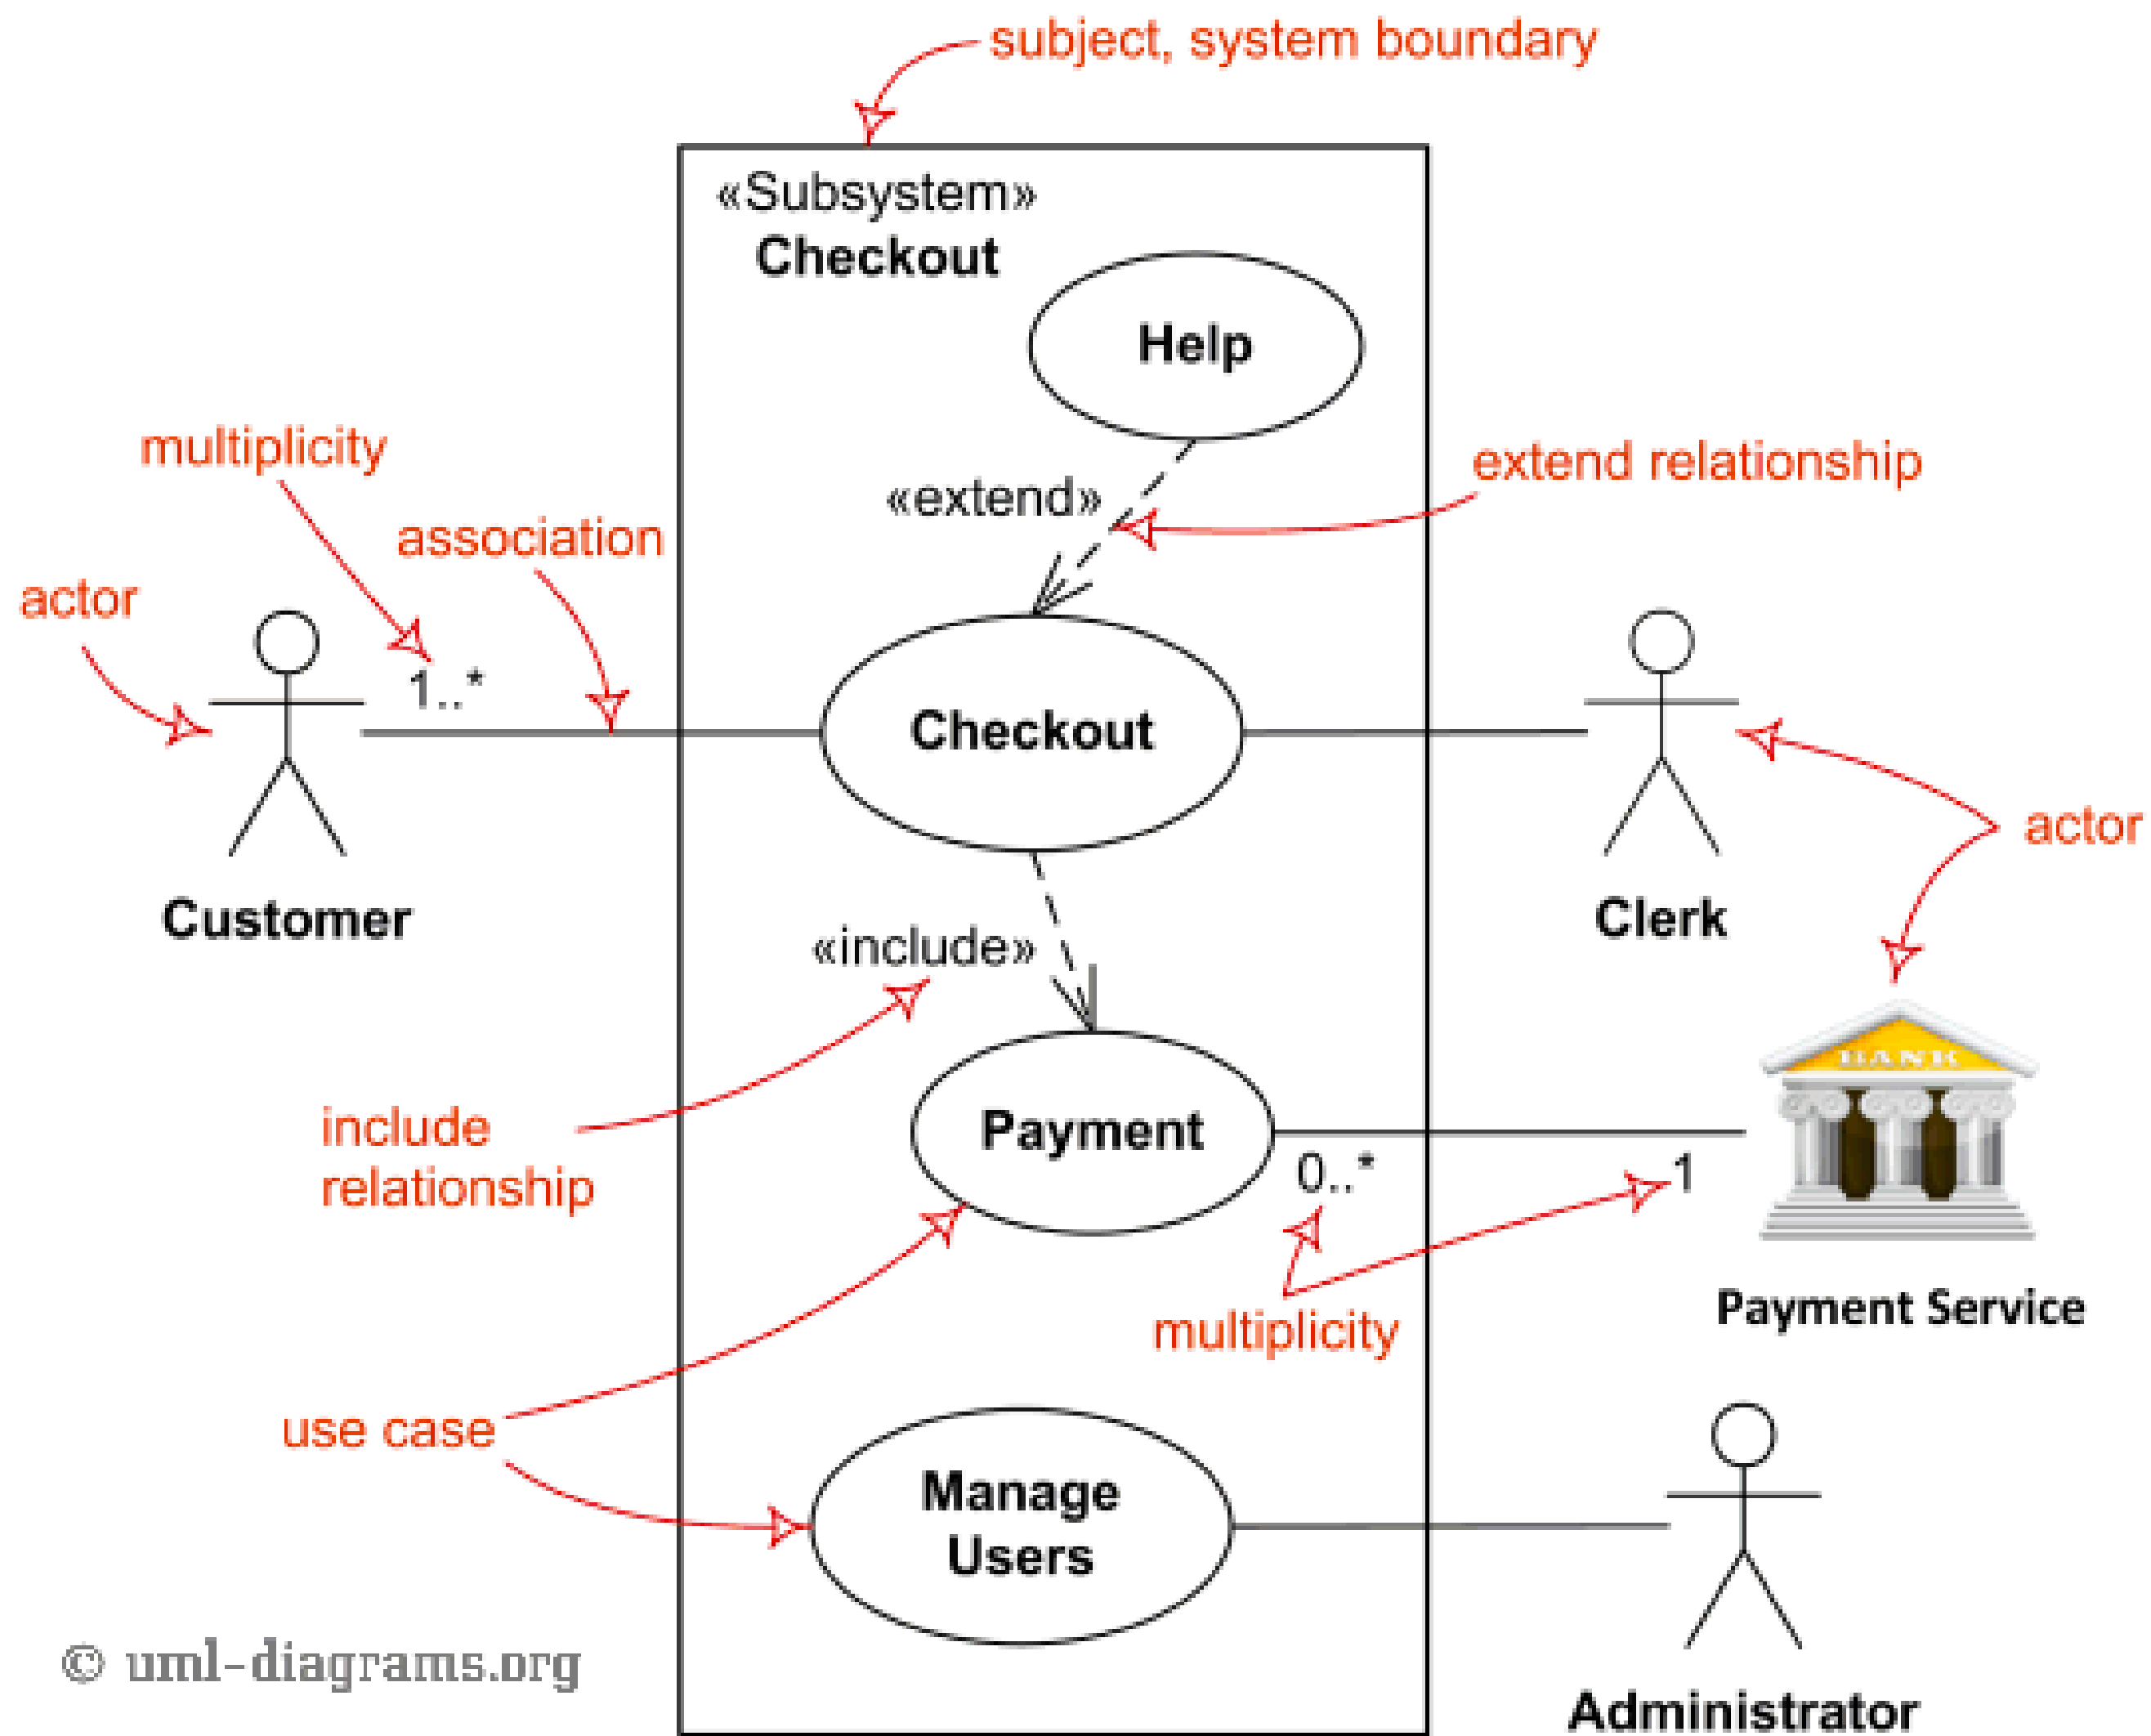 subject, system boundary
«Subsystem»
Checkout
Help
multiplicity
extend relationship
«extend»
association
actor
1..*
Checkout
actor
Customer
Clerk
«include»
BANK
include
relationship
Payment
0..*
1
Payment Service
multiplicity
use case
Manage
Users
© uml-diagrams.org
Administrator